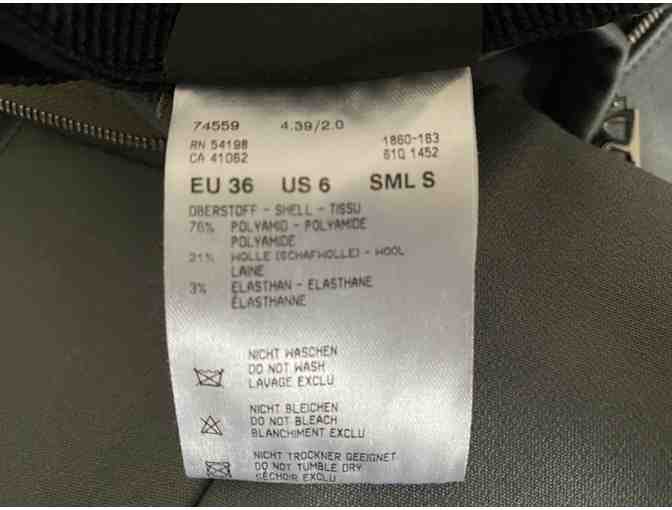 74559 4.39/2.0
RN 54198 1860-183
CA 41062 61Q 1452
EU 36 US 6 SML S
OBERSTOFF - SHELL - TISSU
76% POLYAMID - POLYAMIDE
POLYAMIDE
21% WOLLE (SCHAFWOLLE) - WOOL
LAINE
3% ELASTHAN - ELASTHANE
ÉLASTHANNE
NICHT WASCHEN
DO NOT WASH
LAVAGE EXCLU
NICHT BLEICHEN
DO NOT BLEACH
BLANCHIMENT EXCLU
NICHT TROCKNER GEEIGNET
DO NOT TUMBLE DRY
SÉCHOIR EXCLU